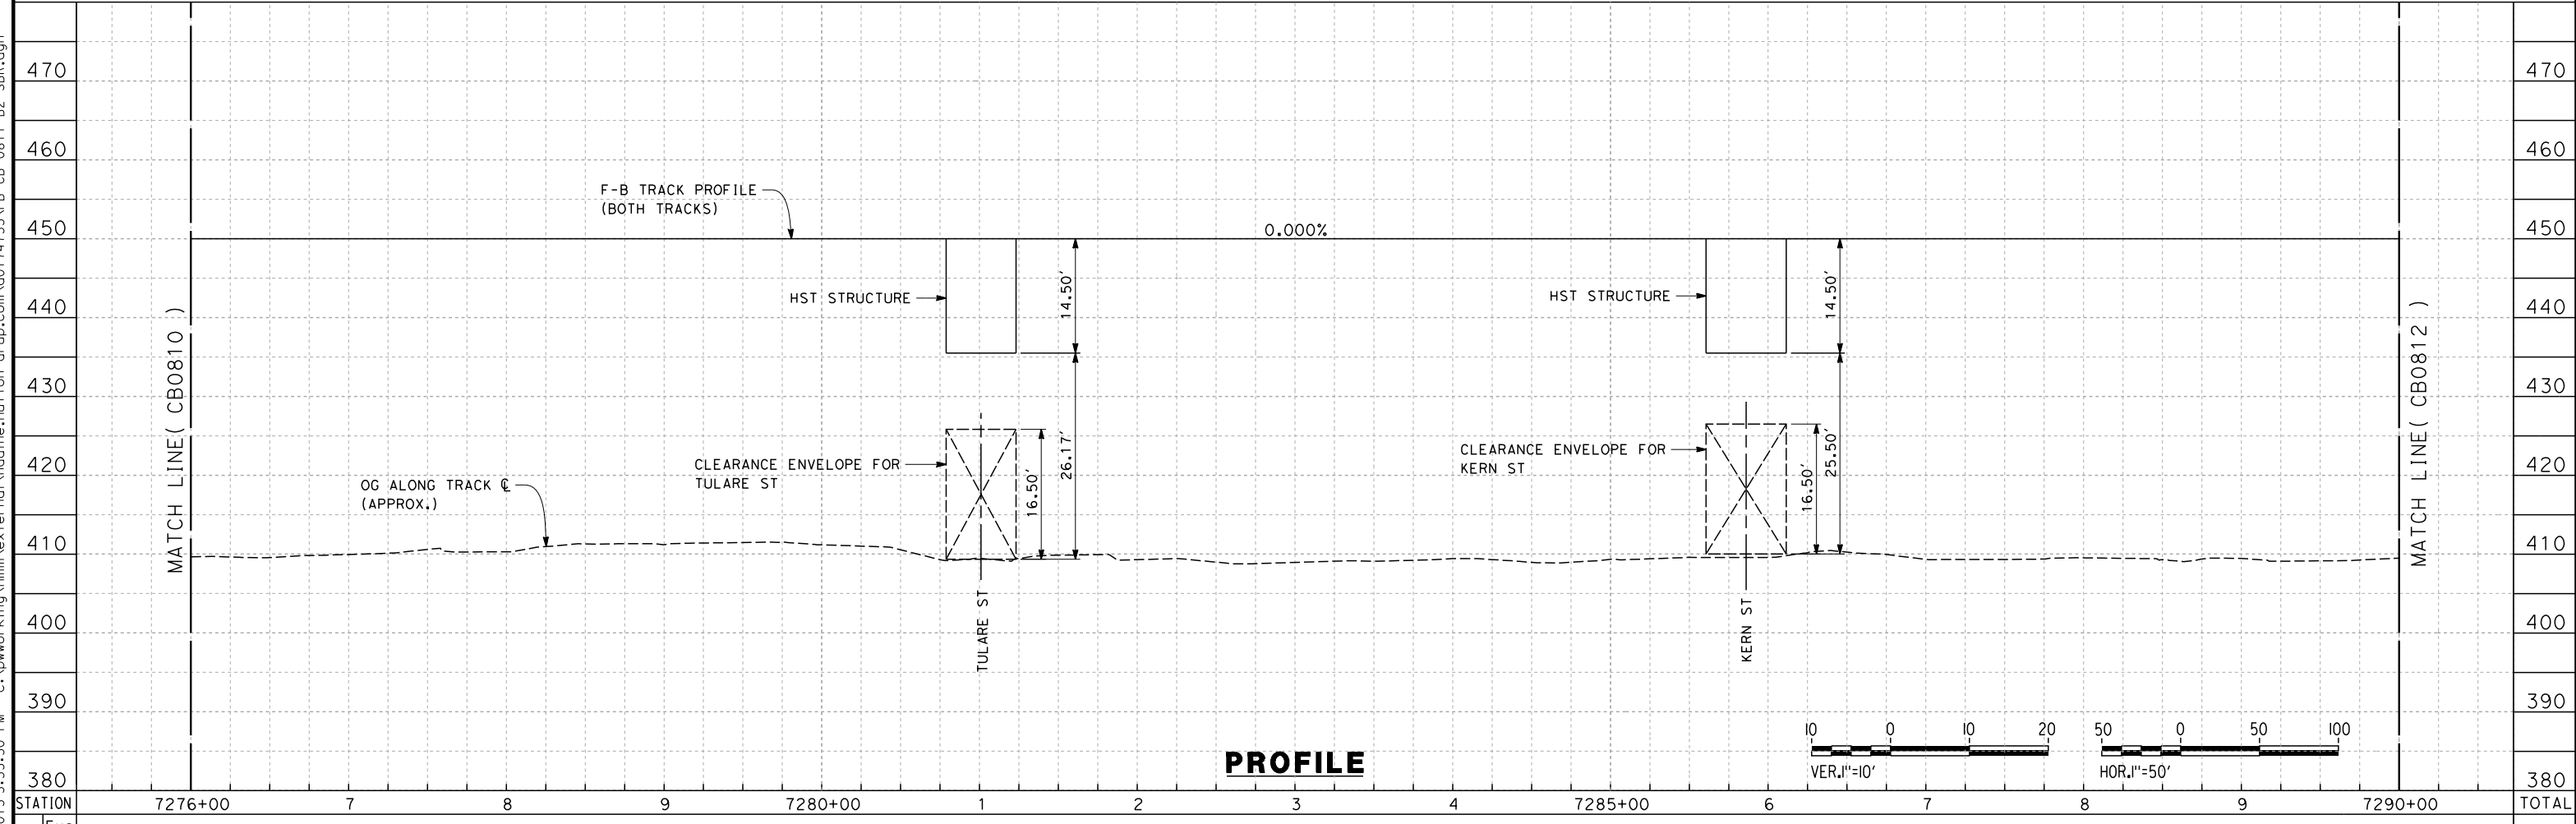 470
470
460
460
F-B TRACK PROFILE
(BOTH TRACKS)
450
0.000%
450
HST STRUCTURE
14.50'
HST STRUCTURE
14.50'
440
440
MATCH LINE( CB0810 )
MATCH LINE( CB0812 )
430
430
CLEARANCE ENVELOPE FOR
TULARE ST
16.50'
26.17'
CLEARANCE ENVELOPE FOR
KERN ST
16.50'
25.50'
420
420
OG ALONG TRACK ℄
(APPROX.)
410
410
TULARE ST
KERN ST
400
400
390
390
10 0 10 20
VER.1"=10'
50 0 50 100
HOR.1"=50'
PROFILE
380
380
STATION 7276+00 7 8 9 7280+00 1 2 3 4 7285+00 6 7 8 9 7290+00 TOTAL